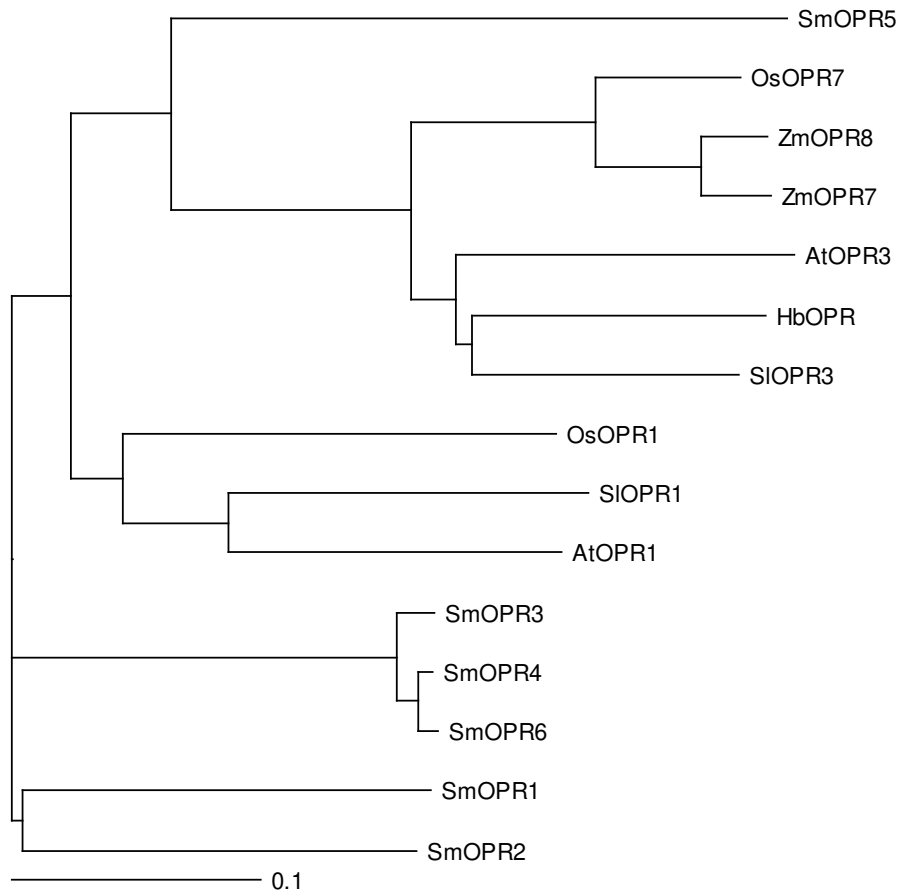 SmOPR5
OsOPR7
ZmOPR8
ZmOPR7
AtOPR3
HbOPR
SlOPR3
OsOPR1
SlOPR1
AtOPR1
SmOPR3
SmOPR4
SmOPR6
SmOPR1
SmOPR2
0.1